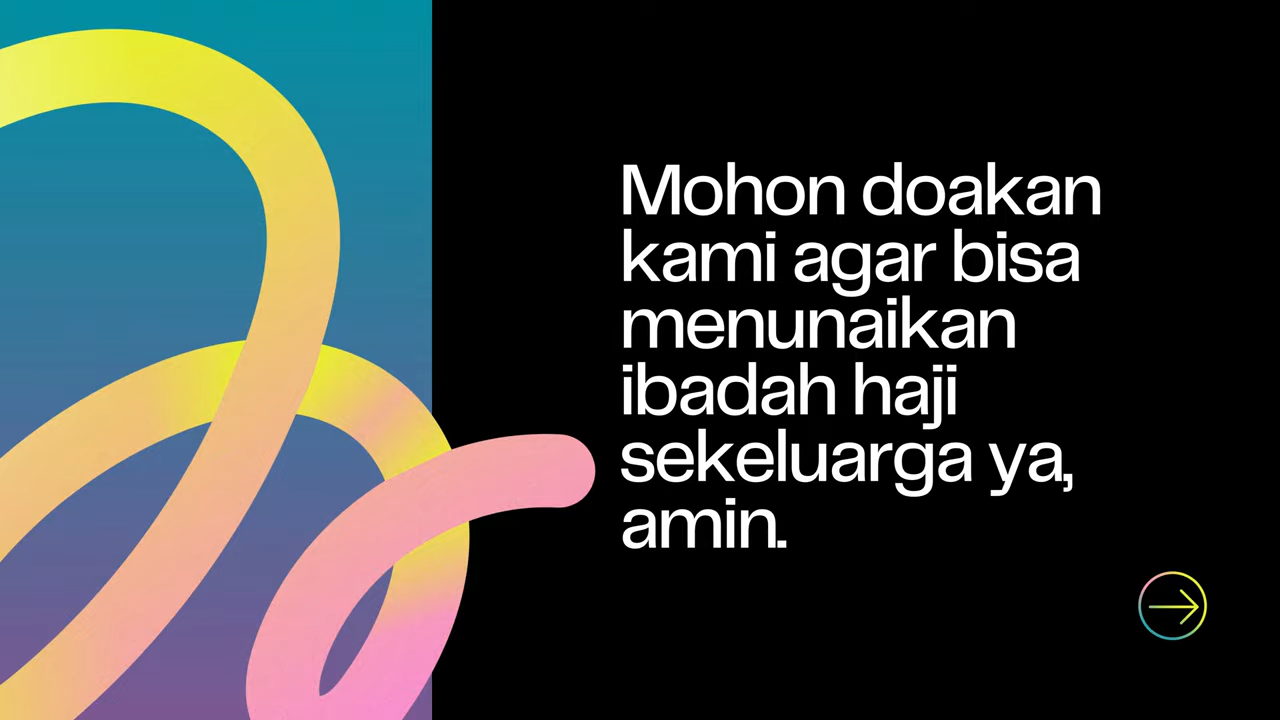 Mohon doakan
kami agar bisa
menunaikan
ibadah haji
sekeluarga ya,
amin.